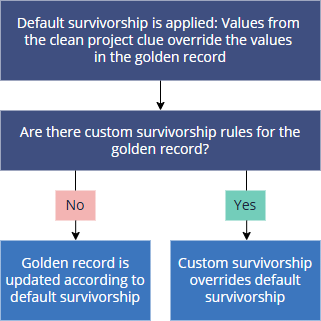 Default survivorship is applied: Values from
the clean project clue override the values
in the golden record
Are there custom survivorship rules for the
golden record?
No
Yes
Golden record is
updated according to
default survivorship
Custom survivorship
overrides default
survivorship